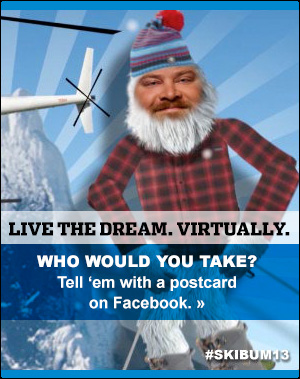 LIVE THE DREAM. VIRTUALLY.
WHO WOULD YOU TAKE?
Tell ‘em with a postcard
on Facebook. »
#SKIBUM13